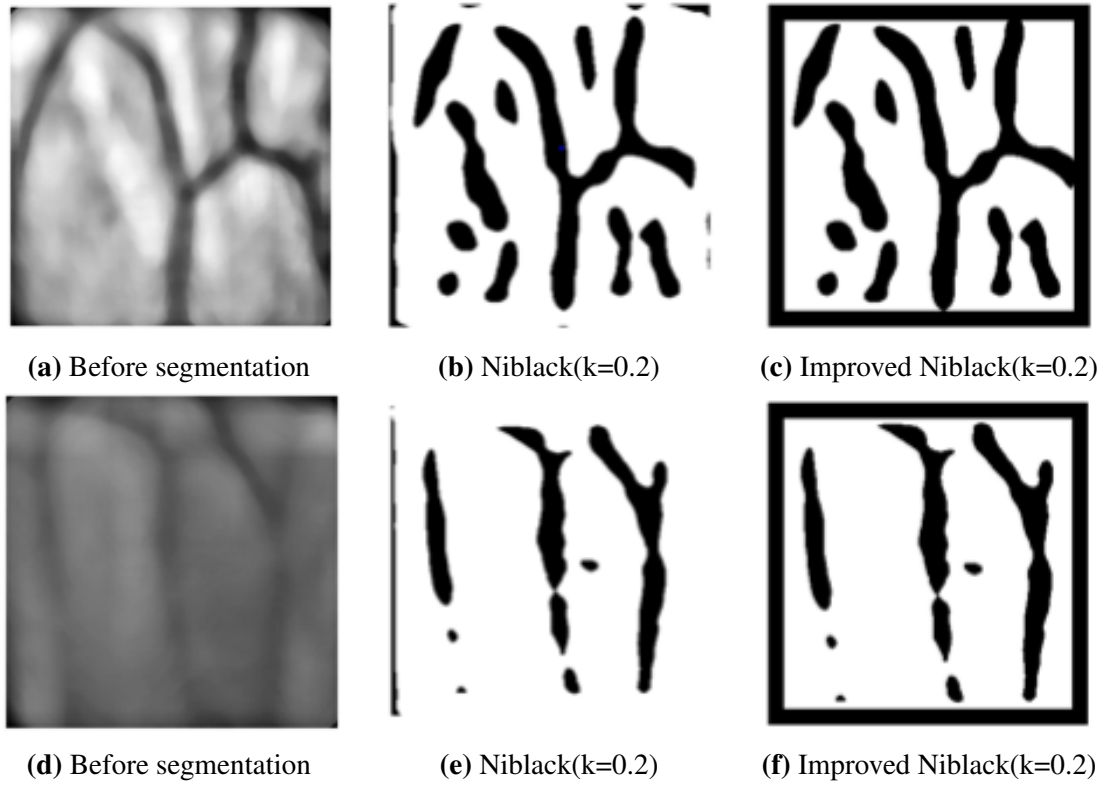 (a) Before segmentation
(b) Niblack(k=0.2)
(c) Improved Niblack(k=0.2)
(d) Before segmentation
(e) Niblack(k=0.2)
(f) Improved Niblack(k=0.2)